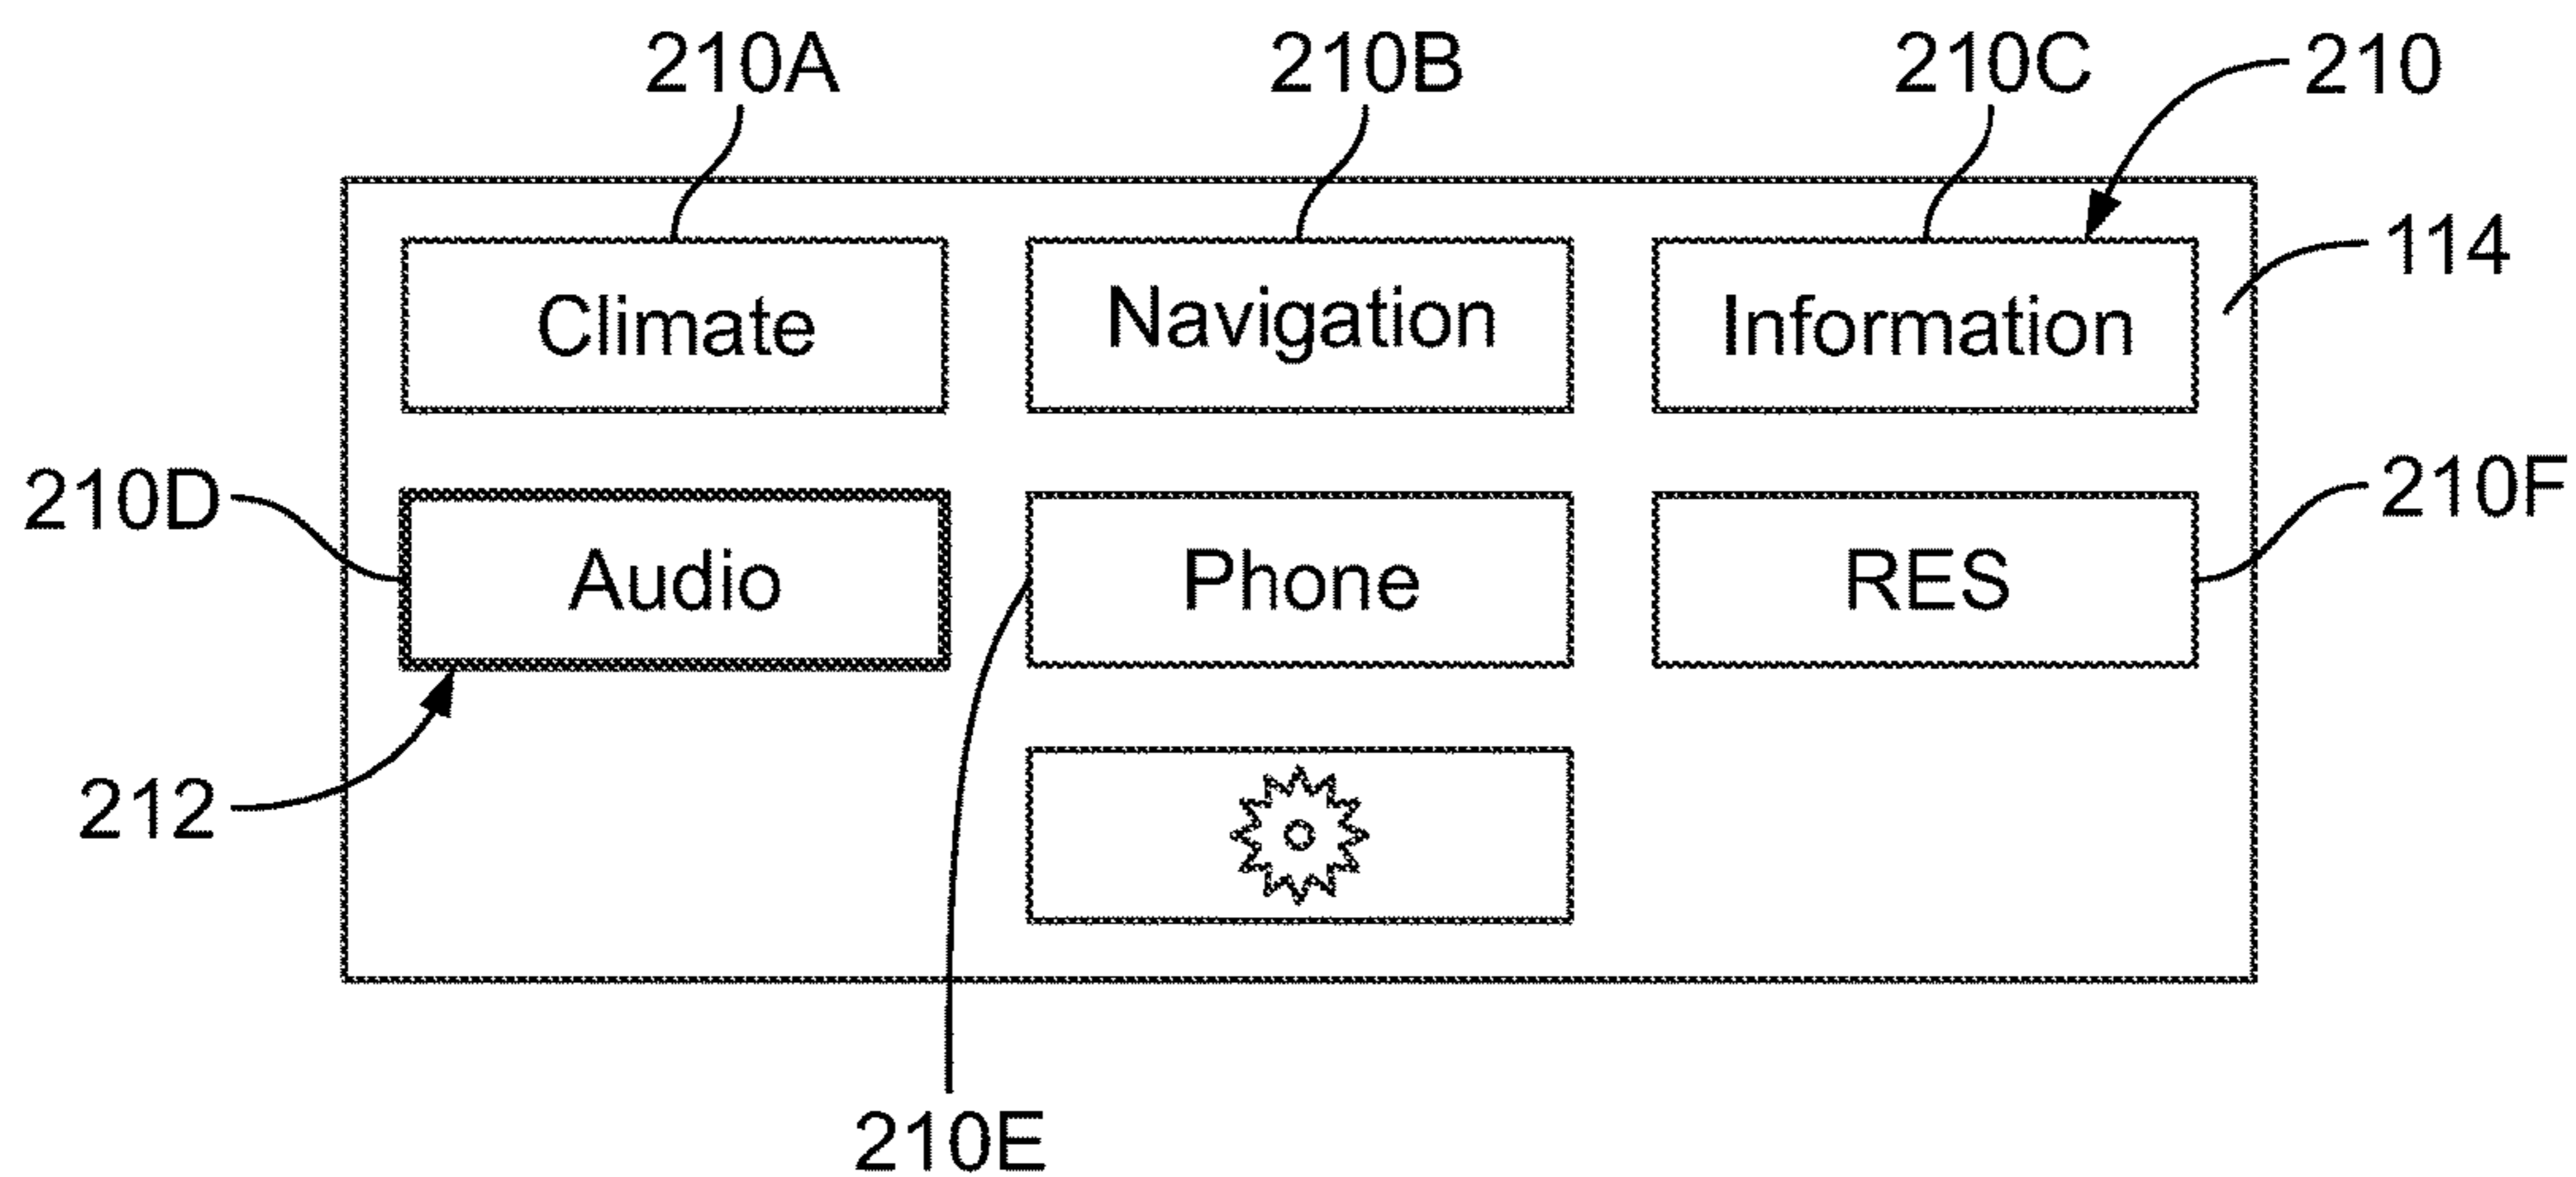 210A 210B 210C 210
114
Climate Navigation Information
210D 210F
Audio Phone RES
212
210E